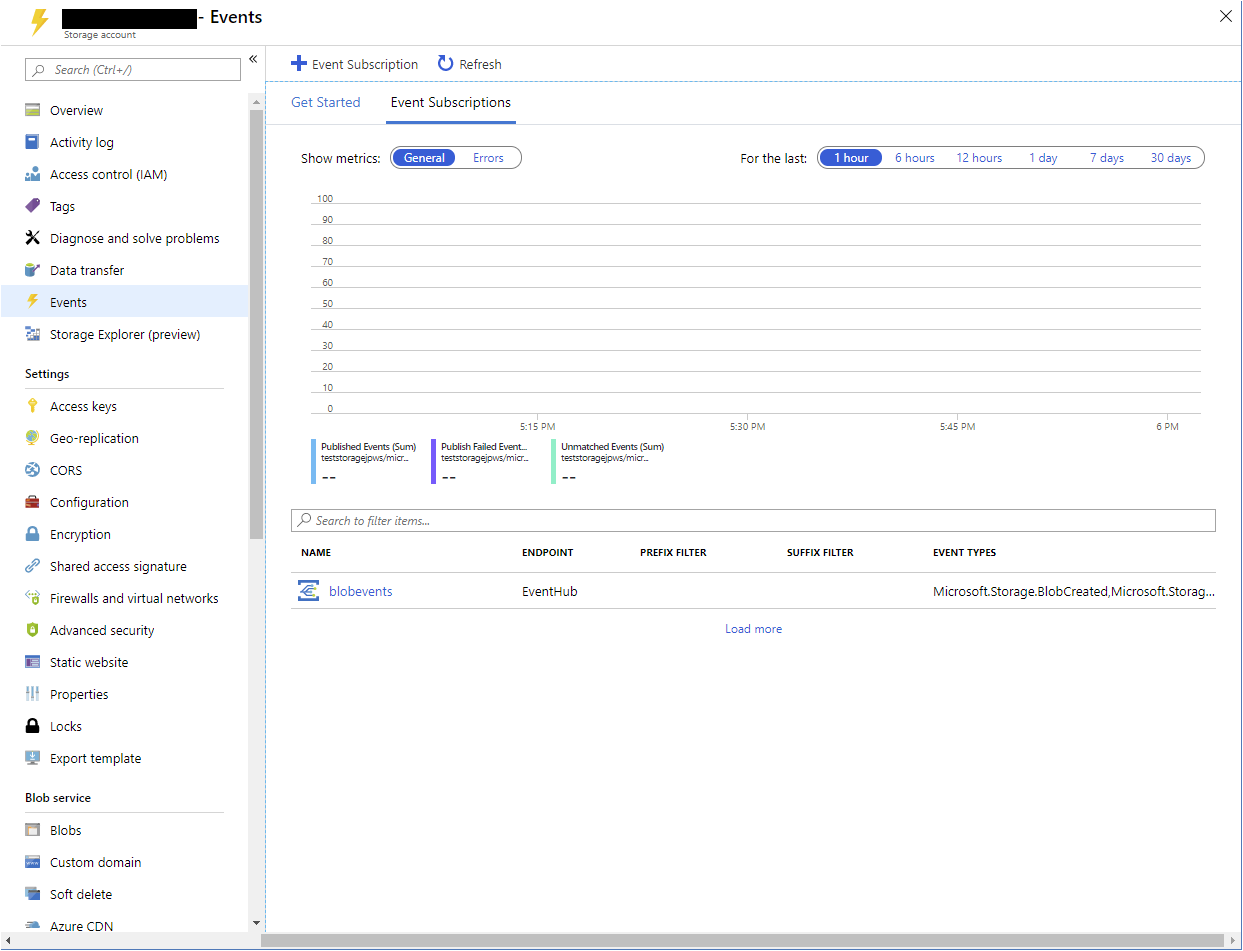 - Events
Storage account
Search (Ctrl+/)
«
Overview
Activity log
Access control (IAM)
Tags
Diagnose and solve problems
Data transfer
Events
Storage Explorer (preview)
Settings
Access keys
Geo-replication
CORS
Configuration
Encryption
Shared access signature
Firewalls and virtual networks
Advanced security
Static website
Properties
Locks
Export template
Blob service
Blobs
Custom domain
Soft delete
Azure CDN
Event Subscription Refresh
Get Started Event Subscriptions
Show metrics: General Errors For the last: 1 hour 6 hours 12 hours 1 day 7 days 30 days
100
90
80
70
60
50
40
30
20
10
0
5:15 PM 5:30 PM 5:45 PM 6 PM
Published Events (Sum) Publish Failed Event... Unmatched Events (Sum)
teststoragejpws/micr... teststoragejpws/micr... teststoragejpws/micr...
-- -- --
Search to filter items...
NAME ENDPOINT PREFIX FILTER SUFFIX FILTER EVENT TYPES
blobevents EventHub Microsoft.Storage.BlobCreated,Microsoft.Storag...
Load more